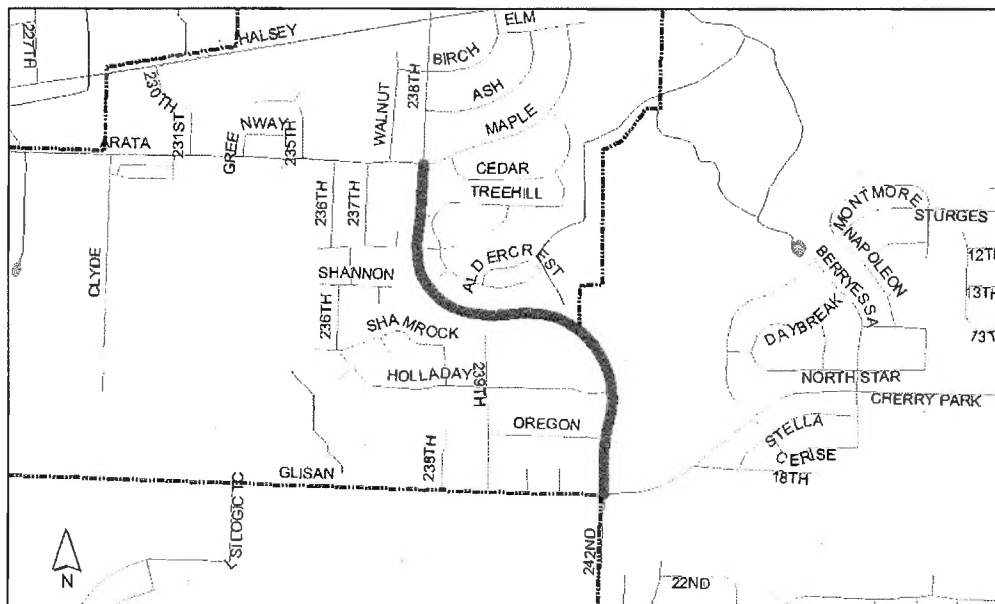 227TH
HALSEY
ELM
BIRCH
238TH
WALNUT
ASH
MAPLE
230TH
231ST
GREE
NWAY
235TH
ARATA
CEDAR
TREEHILL
236TH
237TH
ALDERCREST
CLYDE
SHANNON
236TH
SHAMROCK
HOLLADAY
239TH
OREGON
238TH
GLISAN
242ND
22ND
MONTMORE
STURGES
NAPOLEON
12TH
BERRYESSA
13TH
DAYBREAK
NORTH STAR
CHERRY PARK
STELLA
CERISE
18TH
N